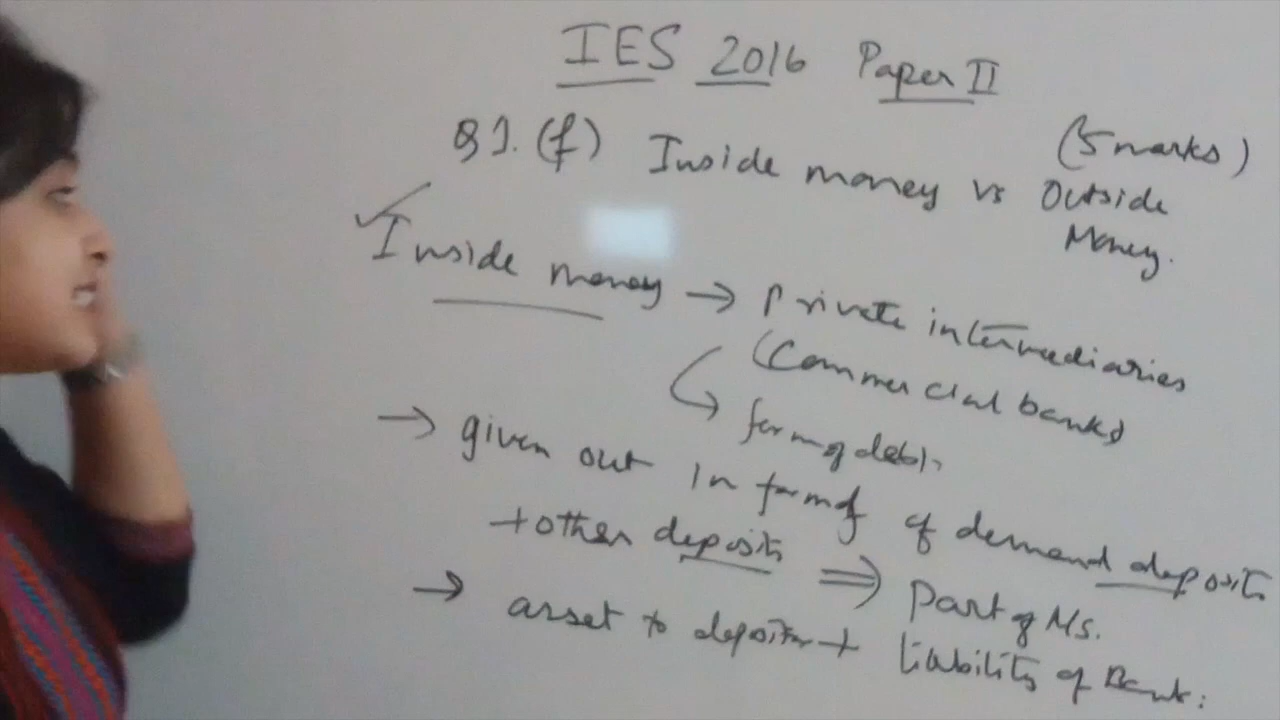 IES 2016 Paper II
Q1. (f) Inside money vs Outside Money. (5 marks)
Inside money → Private intermediaries
(Commercial banks)
form of debt.
→ given out in form of of demand deposits
+ other deposits ⇒ Part of Ms.
→ asset to depositor + liability of Bank.